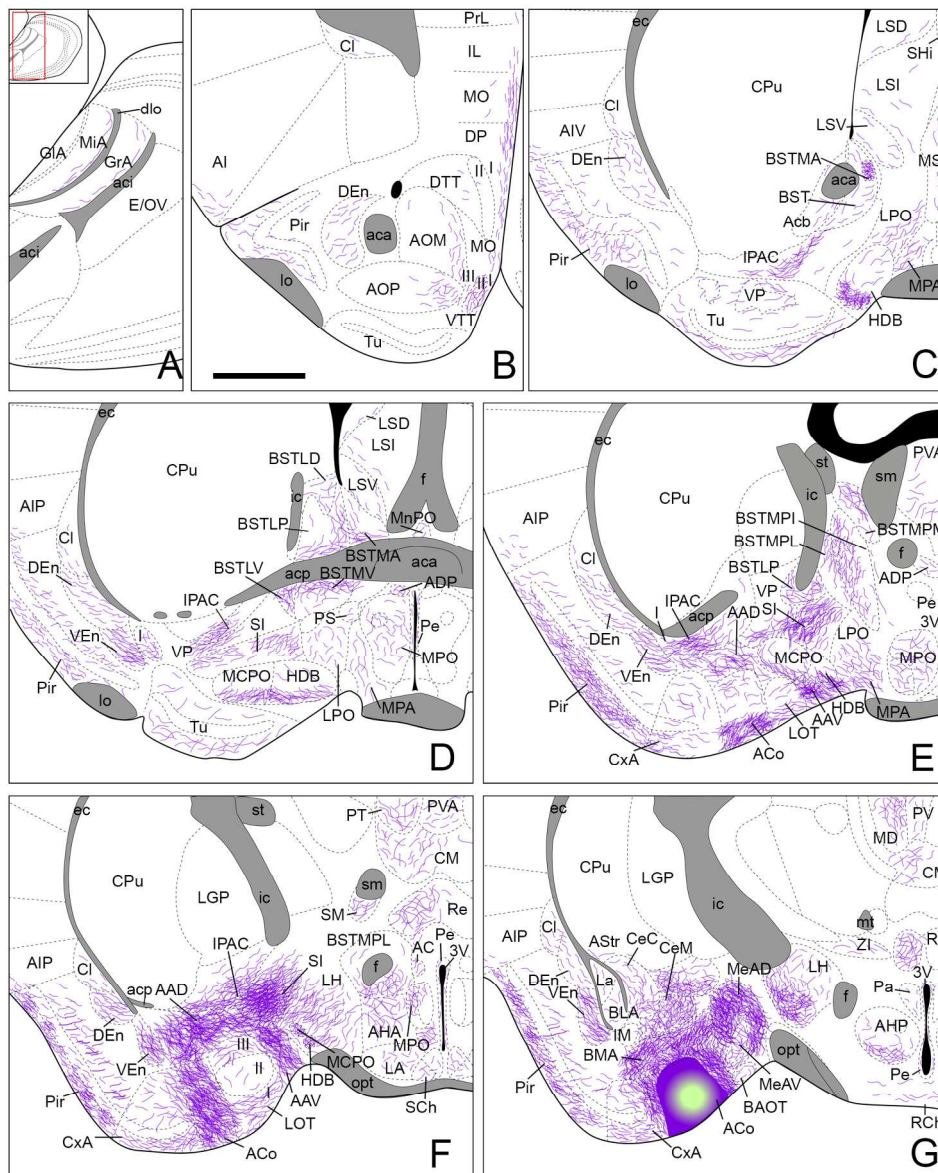 dlo
MiA
GlA
GrA
aci
E/OV
aci
A
Cl
PrL
IL
MO
DP
AI
II
I
DTT
DEn
Pir
aca
AOM
MO
III
II
I
lo
AOP
VTT
Tu
B
ec
LSD
SHi
CPu
LSI
Cl
LSV
AIV
BSTMA
MS
DEn
aca
BST
LPO
Acb
Pir
IPAC
lo
VP
MPA
Tu
HDB
C
ec
LSD
LSI
BSTLD
CPu
LSV
f
ic
AIP
BSTLP
MnPO
Cl
BSTMA
aca
DEn
BSTLV
acp
BSTMV
ADP
IPAC
PS
I
SI
Pe
VEn
VP
MPO
Pir
MCPO
HDB
lo
LPO
MPA
Tu
D
ec
st
PVA
sm
ic
CPu
BSTMPI
BSTMPM
AIP
BSTMPL
f
Cl
BSTLP
ADP
IPAC
VP
I
acp
AAD
SI
Pe
3V
DEn
LPO
VEn
MCPO
MPO
Pir
HDB
MPA
LOT
AAV
CxA
ACo
E
ec
st
PT
PVA
CPu
CM
LGP
ic
sm
SM
Re
IPAC
BSTMPL
Pe
AC
3V
AIP
SI
Cl
LH
f
acp
AAD
DEn
AHA
III
MPO
VEn
MCPO
LA
II
HDB
opt
Pir
I
AAV
SCh
LOT
CxA
ACo
F
ec
PV
MD
CPu
CM
LGP
ic
mt
AIP
Cl
AStr
CeC
CeM
ZI
R
MeAD
LH
3V
DEn
La
Pa
VEn
BLA
f
IM
AHP
BMA
opt
Pir
MeAV
Pe
BAOT
ACo
RCh
CxA
G